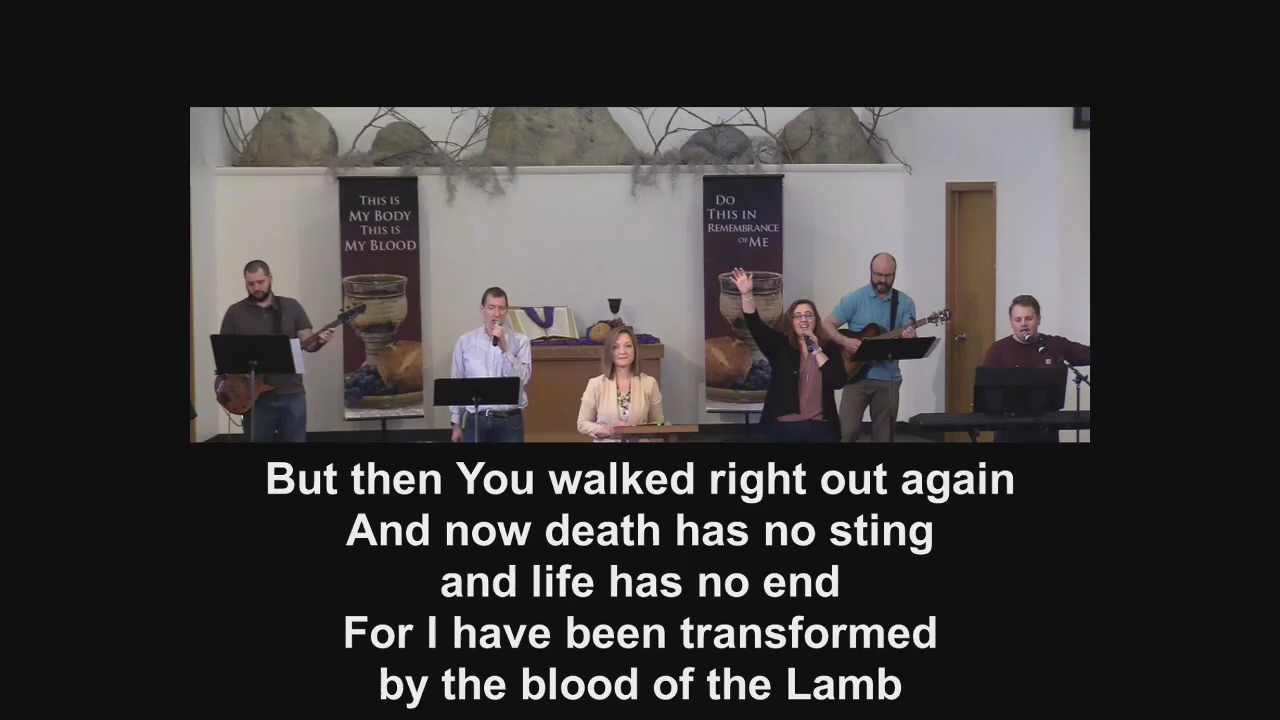 THIS IS
MY BODY
THIS IS
MY BLOOD
DO
THIS IN
REMEMBRANCE
OF ME
But then You walked right out again
And now death has no sting
and life has no end
For I have been transformed
by the blood of the Lamb